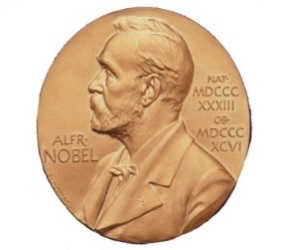 ALFR·
NOBEL
NAT·
MDCCC
XXXIII
OB·
MDCCC
XCVI